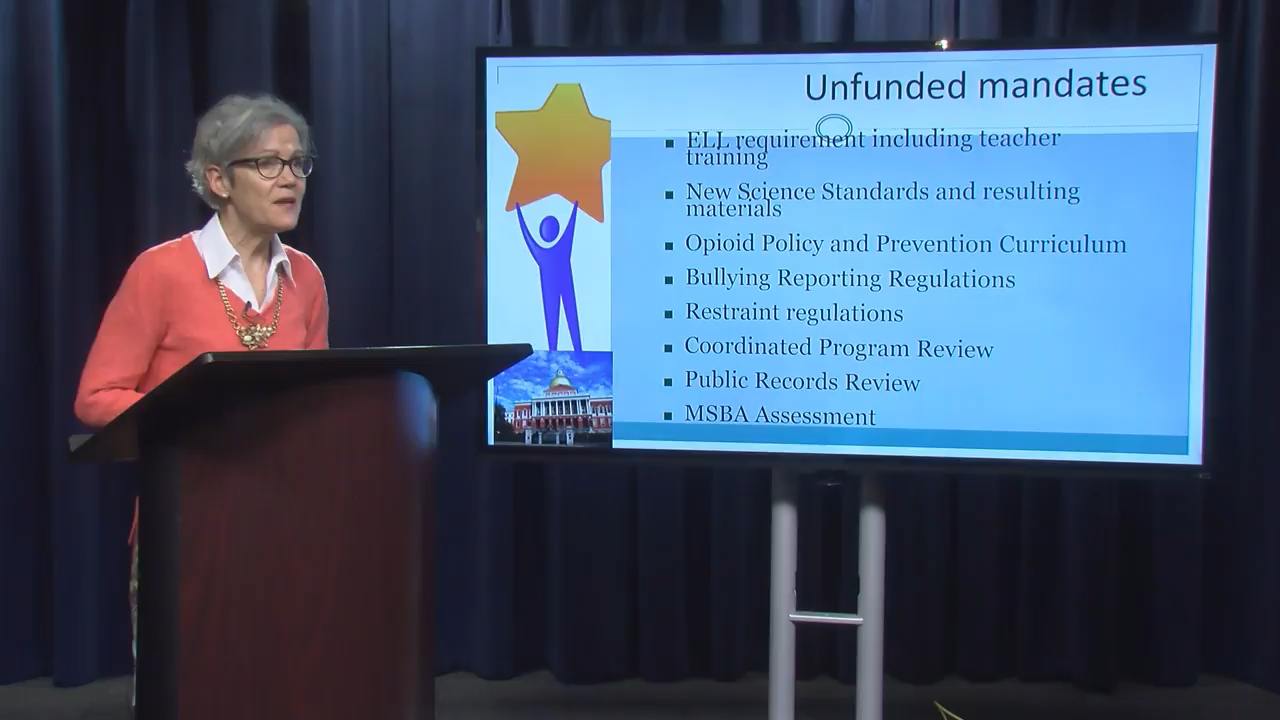 Unfunded mandates
ELL requirement including teacher
training
New Science Standards and resulting
materials
Opioid Policy and Prevention Curriculum
Bullying Reporting Regulations
Restraint regulations
Coordinated Program Review
Public Records Review
MSBA Assessment